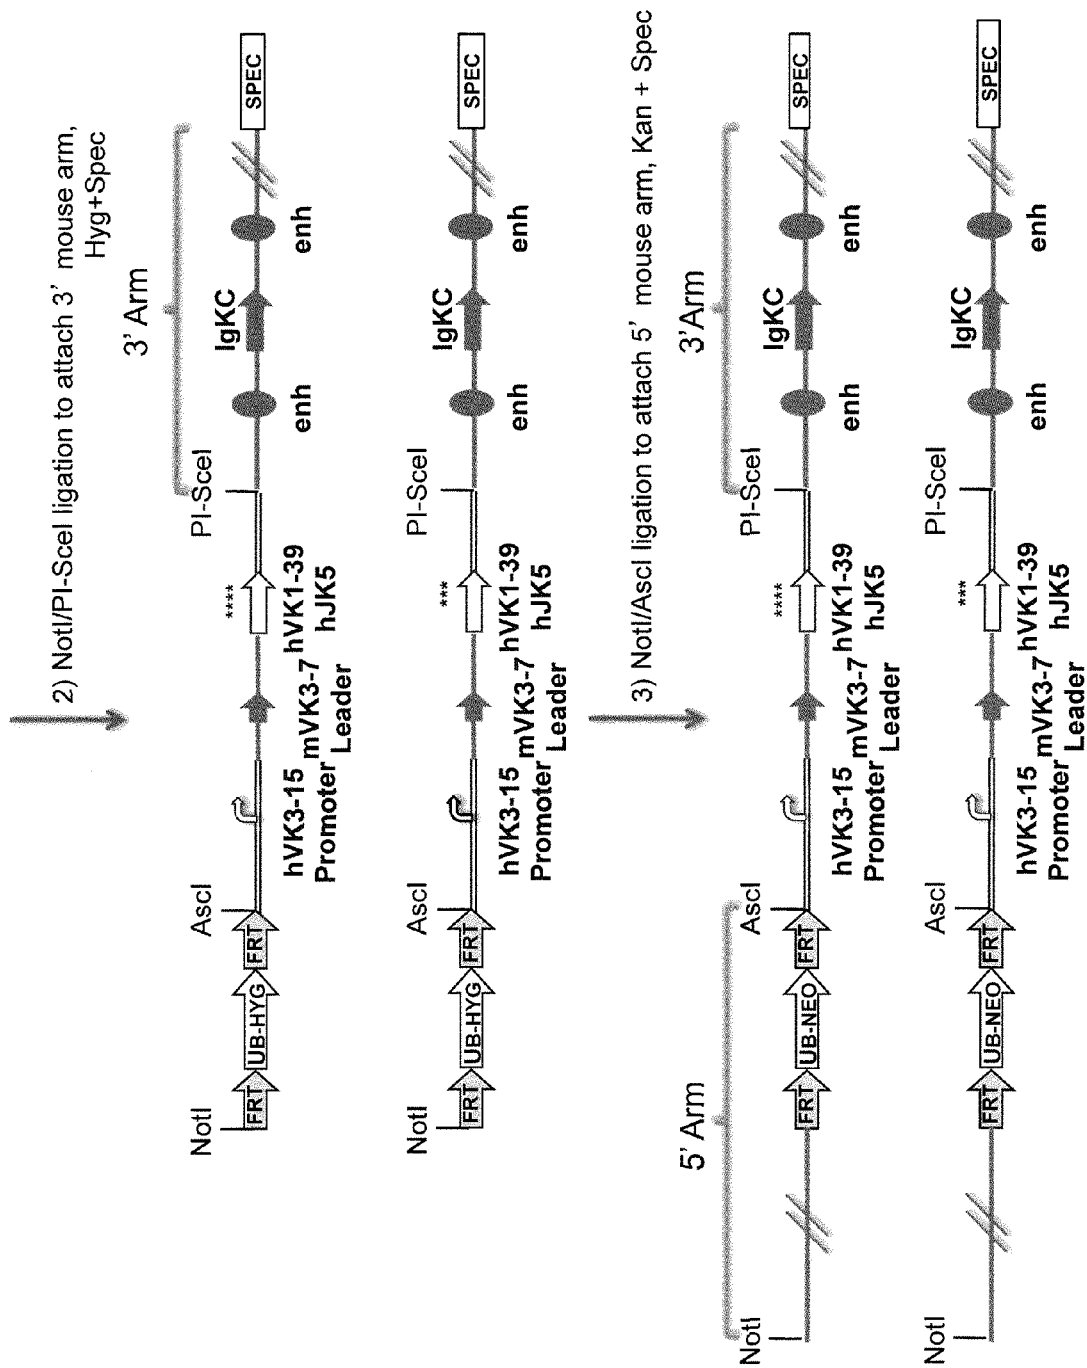 2) NotI/PI-SceI ligation to attach 3’ mouse arm,
Hyg+Spec
3’ Arm
NotI
AscI
PI-SceI
FRT UB-HYG FRT
****
SPEC
IgKC
hVK3-15 mVK3-7 hVK1-39
Promoter Leader hJK5
enh
enh
FRT UB-HYG FRT
***
SPEC
IgKC
NotI
AscI
PI-SceI
hVK3-15 mVK3-7 hVK1-39
Promoter Leader hJK5
enh
enh
3) NotI/AscI ligation to attach 5’ mouse arm, Kan + Spec
5’ Arm
3’ Arm
NotI
AscI
PI-SceI
FRT UB-NEO FRT
****
SPEC
IgKC
hVK3-15 mVK3-7 hVK1-39
Promoter Leader hJK5
enh
enh
NotI
AscI
PI-SceI
FRT UB-NEO FRT
***
SPEC
IgKC
hVK3-15 mVK3-7 hVK1-39
Promoter Leader hJK5
enh
enh